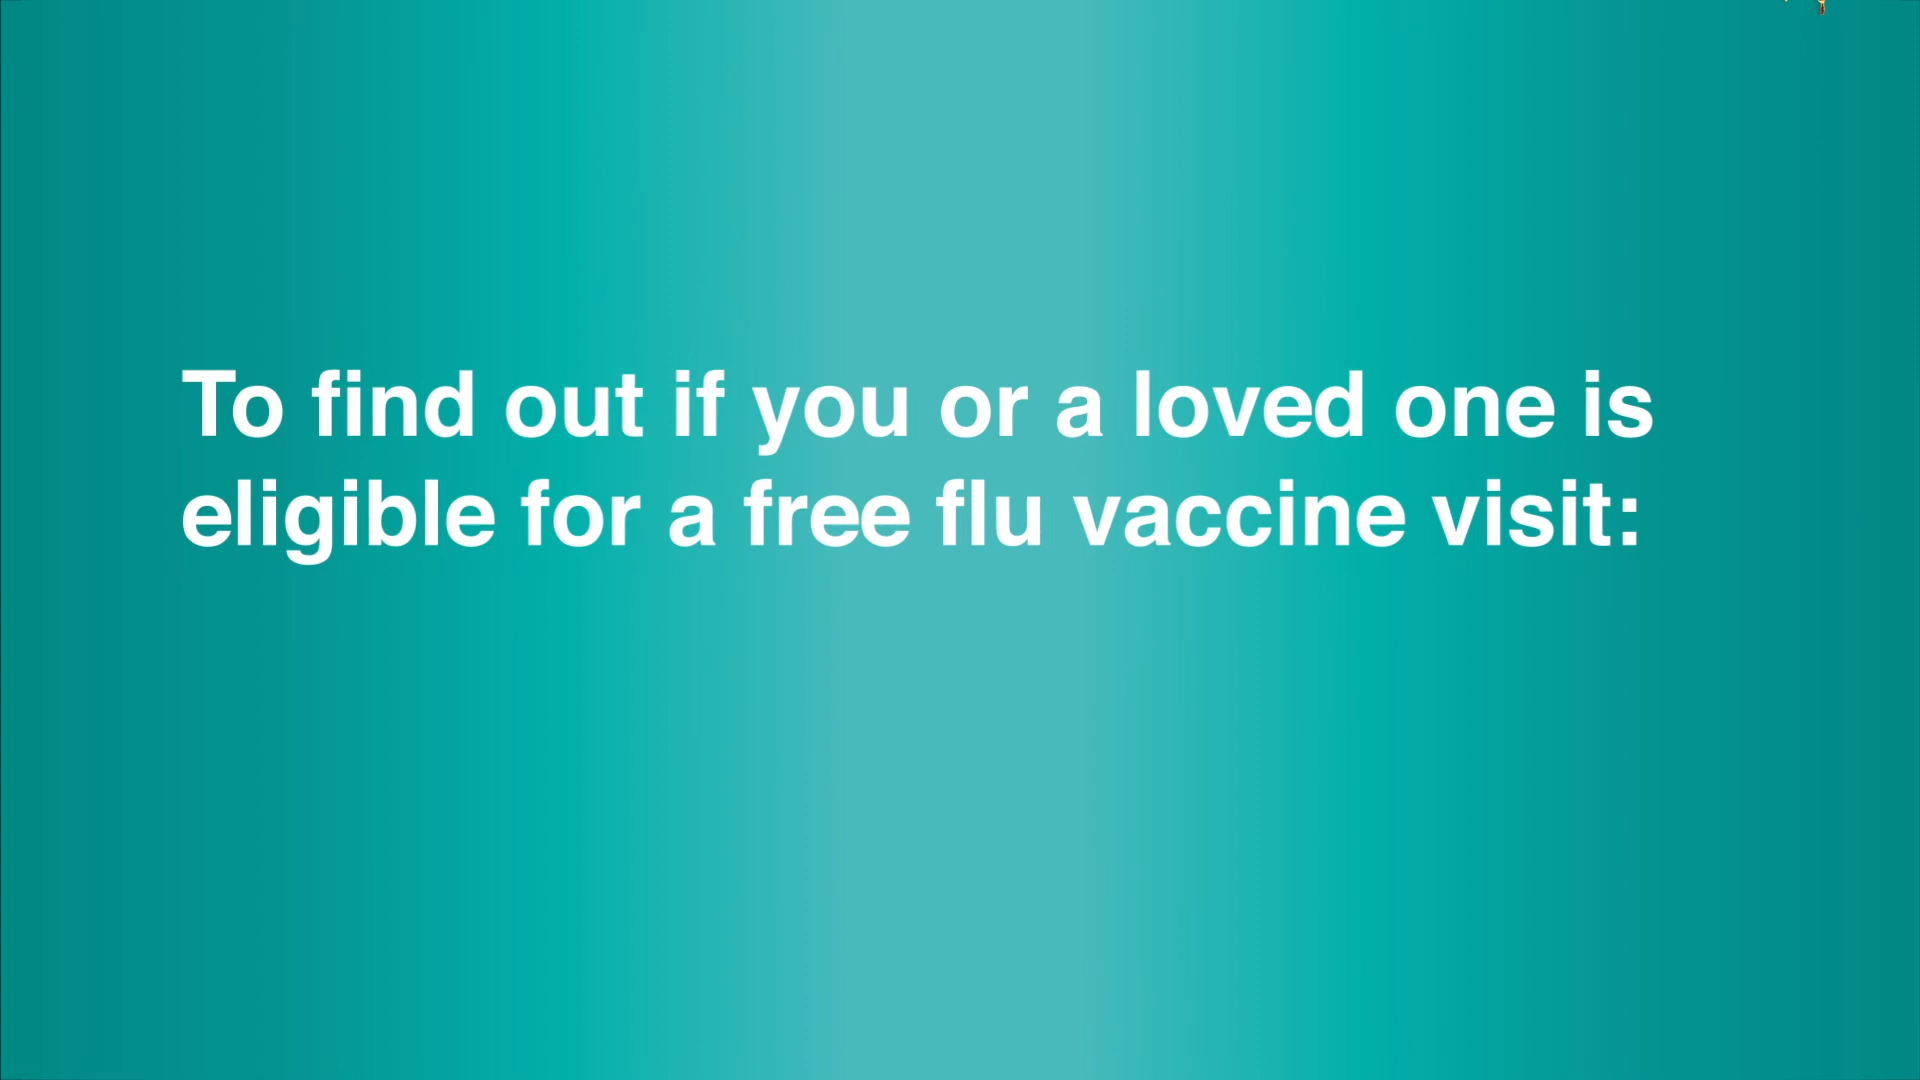 To find out if you or a loved one is
eligible for a free flu vaccine visit: